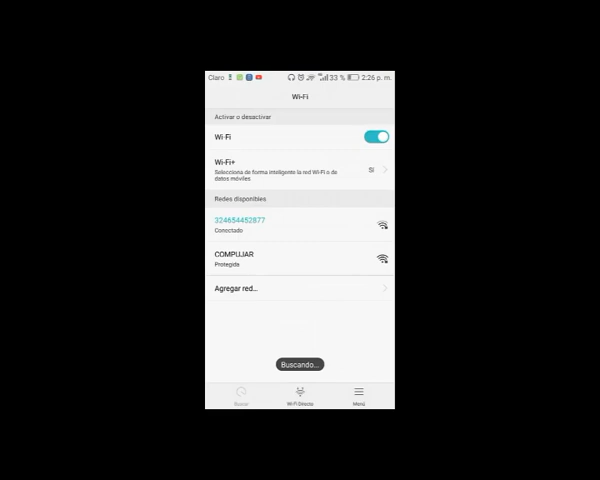 Claro 33 % 2:26 p. m.
Wi-Fi
Activar o desactivar
Wi-Fi
Wi-Fi+
Selecciona de forma inteligente la red Wi-Fi o de
datos móviles.
Sí
Redes disponibles
324654452877
Conectado
COMPUJAR
Protegida
Agregar red...
Buscando...
Buscar Wi-Fi Directo Menú